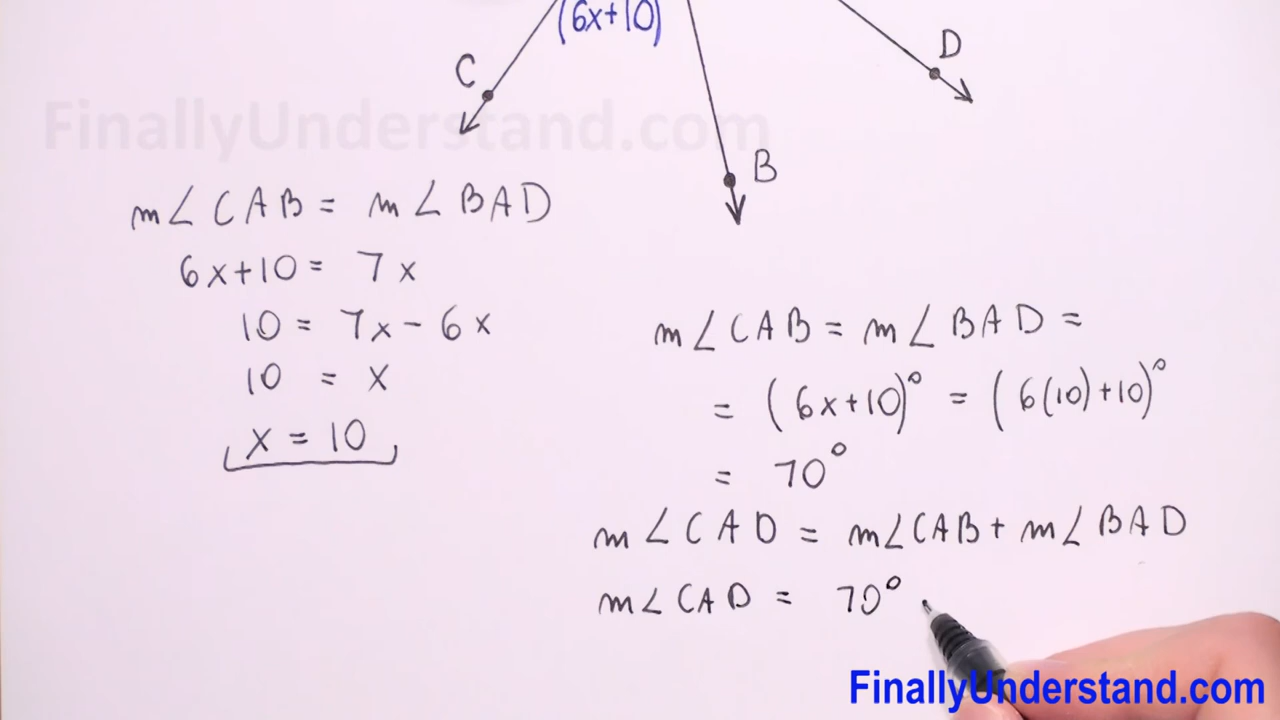 (6x+10)
C
D
FinallyUnderstand.com
B
m∠CAB = m∠BAD
6x+10 = 7x
10 = 7x - 6x
10 = x
x = 10
m∠CAB = m∠BAD =
= (6x+10)° = (6(10)+10)°
= 70°
m∠CAD = m∠CAB + m∠BAD
m∠CAD = 70°
FinallyUnderstand.com